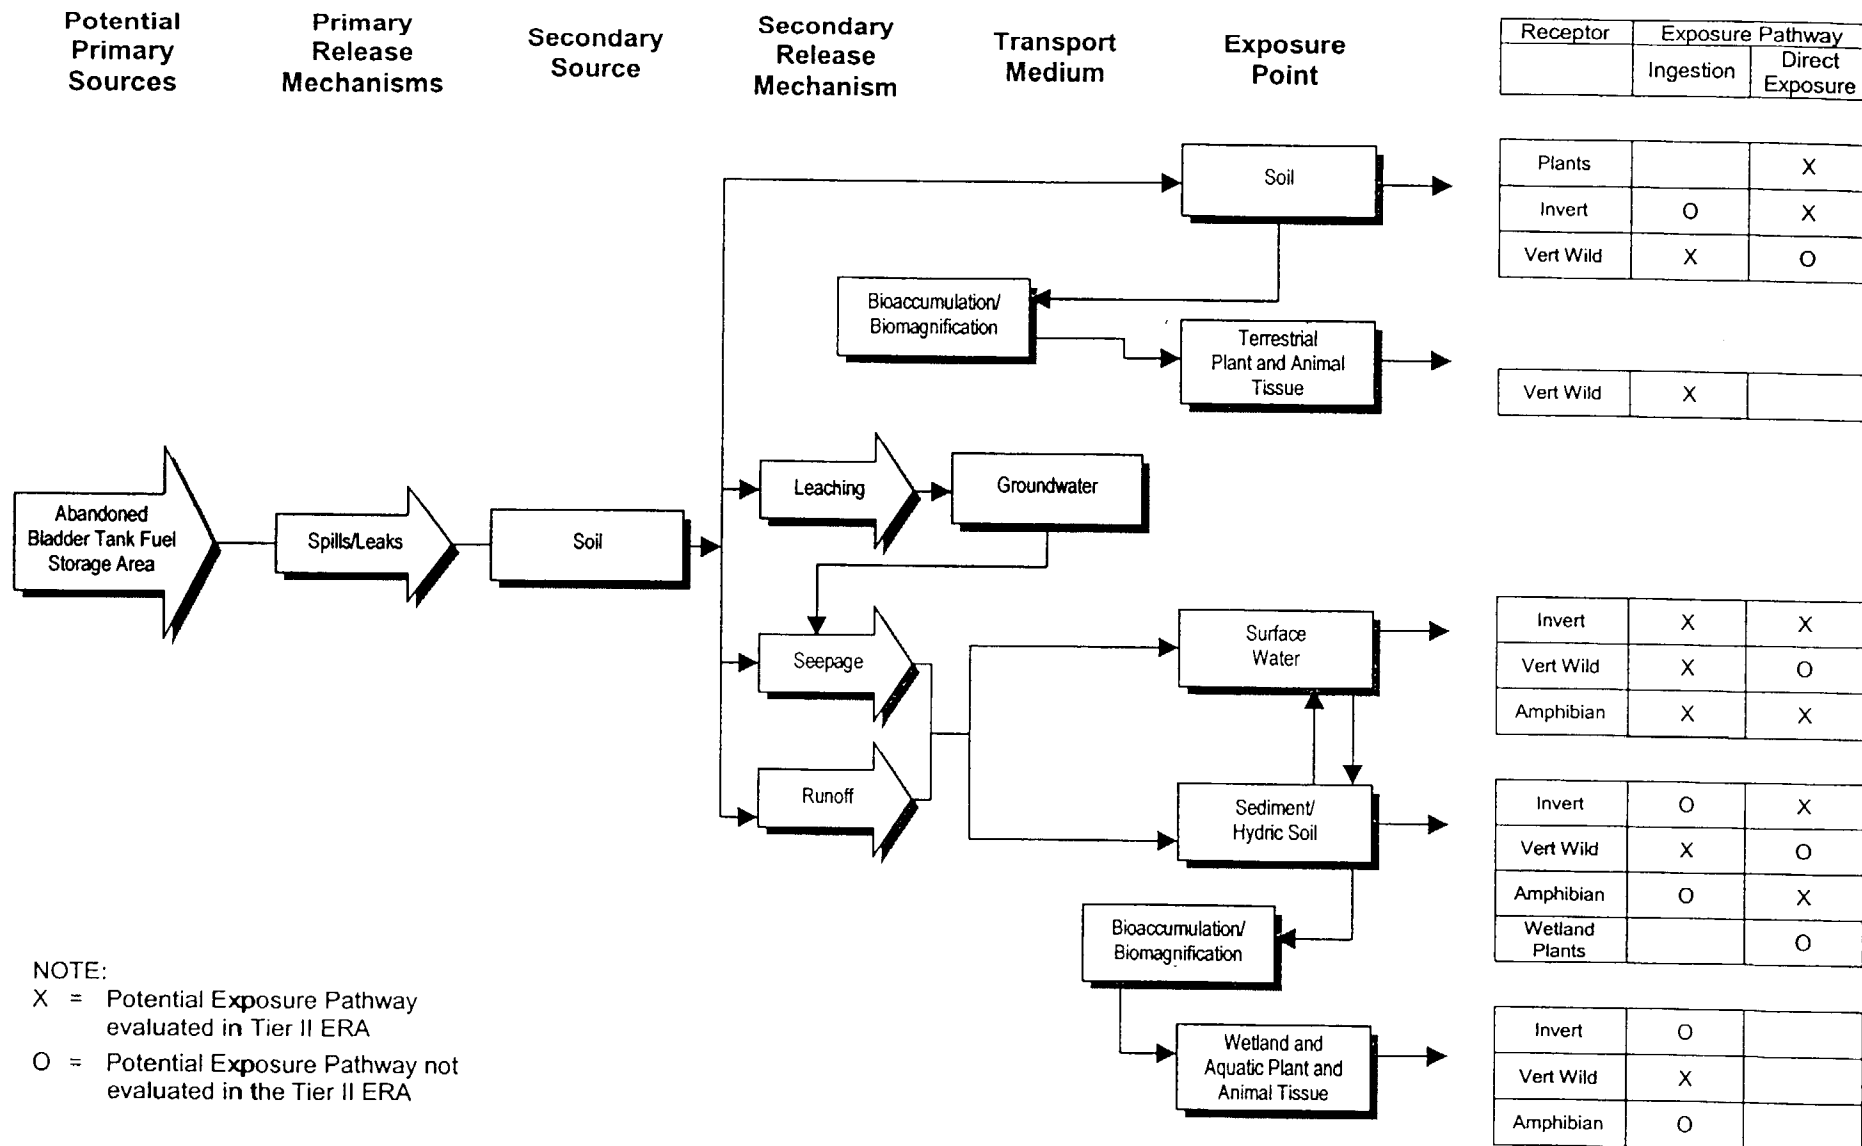 Potential
Primary
Sources
Primary
Release
Mechanisms
Secondary
Source
Secondary
Release
Mechanism
Transport
Medium
Exposure
Point
Receptor Exposure Pathway
Ingestion Direct
Exposure
Soil
Plants X
Invert O X
Vert Wild X O
Bioaccumulation/
Biomagnification
Terrestrial
Plant and Animal
Tissue
Vert Wild X
Abandoned
Bladder Tank Fuel
Storage Area
Spills/Leaks
Soil
Leaching
Groundwater
Seepage
Runoff
Surface
Water
Invert X X
Vert Wild X O
Amphibian X X
Sediment/
Hydric Soil
Invert O X
Vert Wild X O
Amphibian O X
Wetland
Plants O
Bioaccumulation/
Biomagnification
Wetland and
Aquatic Plant and
Animal Tissue
Invert O
Vert Wild X
Amphibian O
NOTE:
X = Potential Exposure Pathway
evaluated in Tier II ERA
O = Potential Exposure Pathway not
evaluated in the Tier II ERA